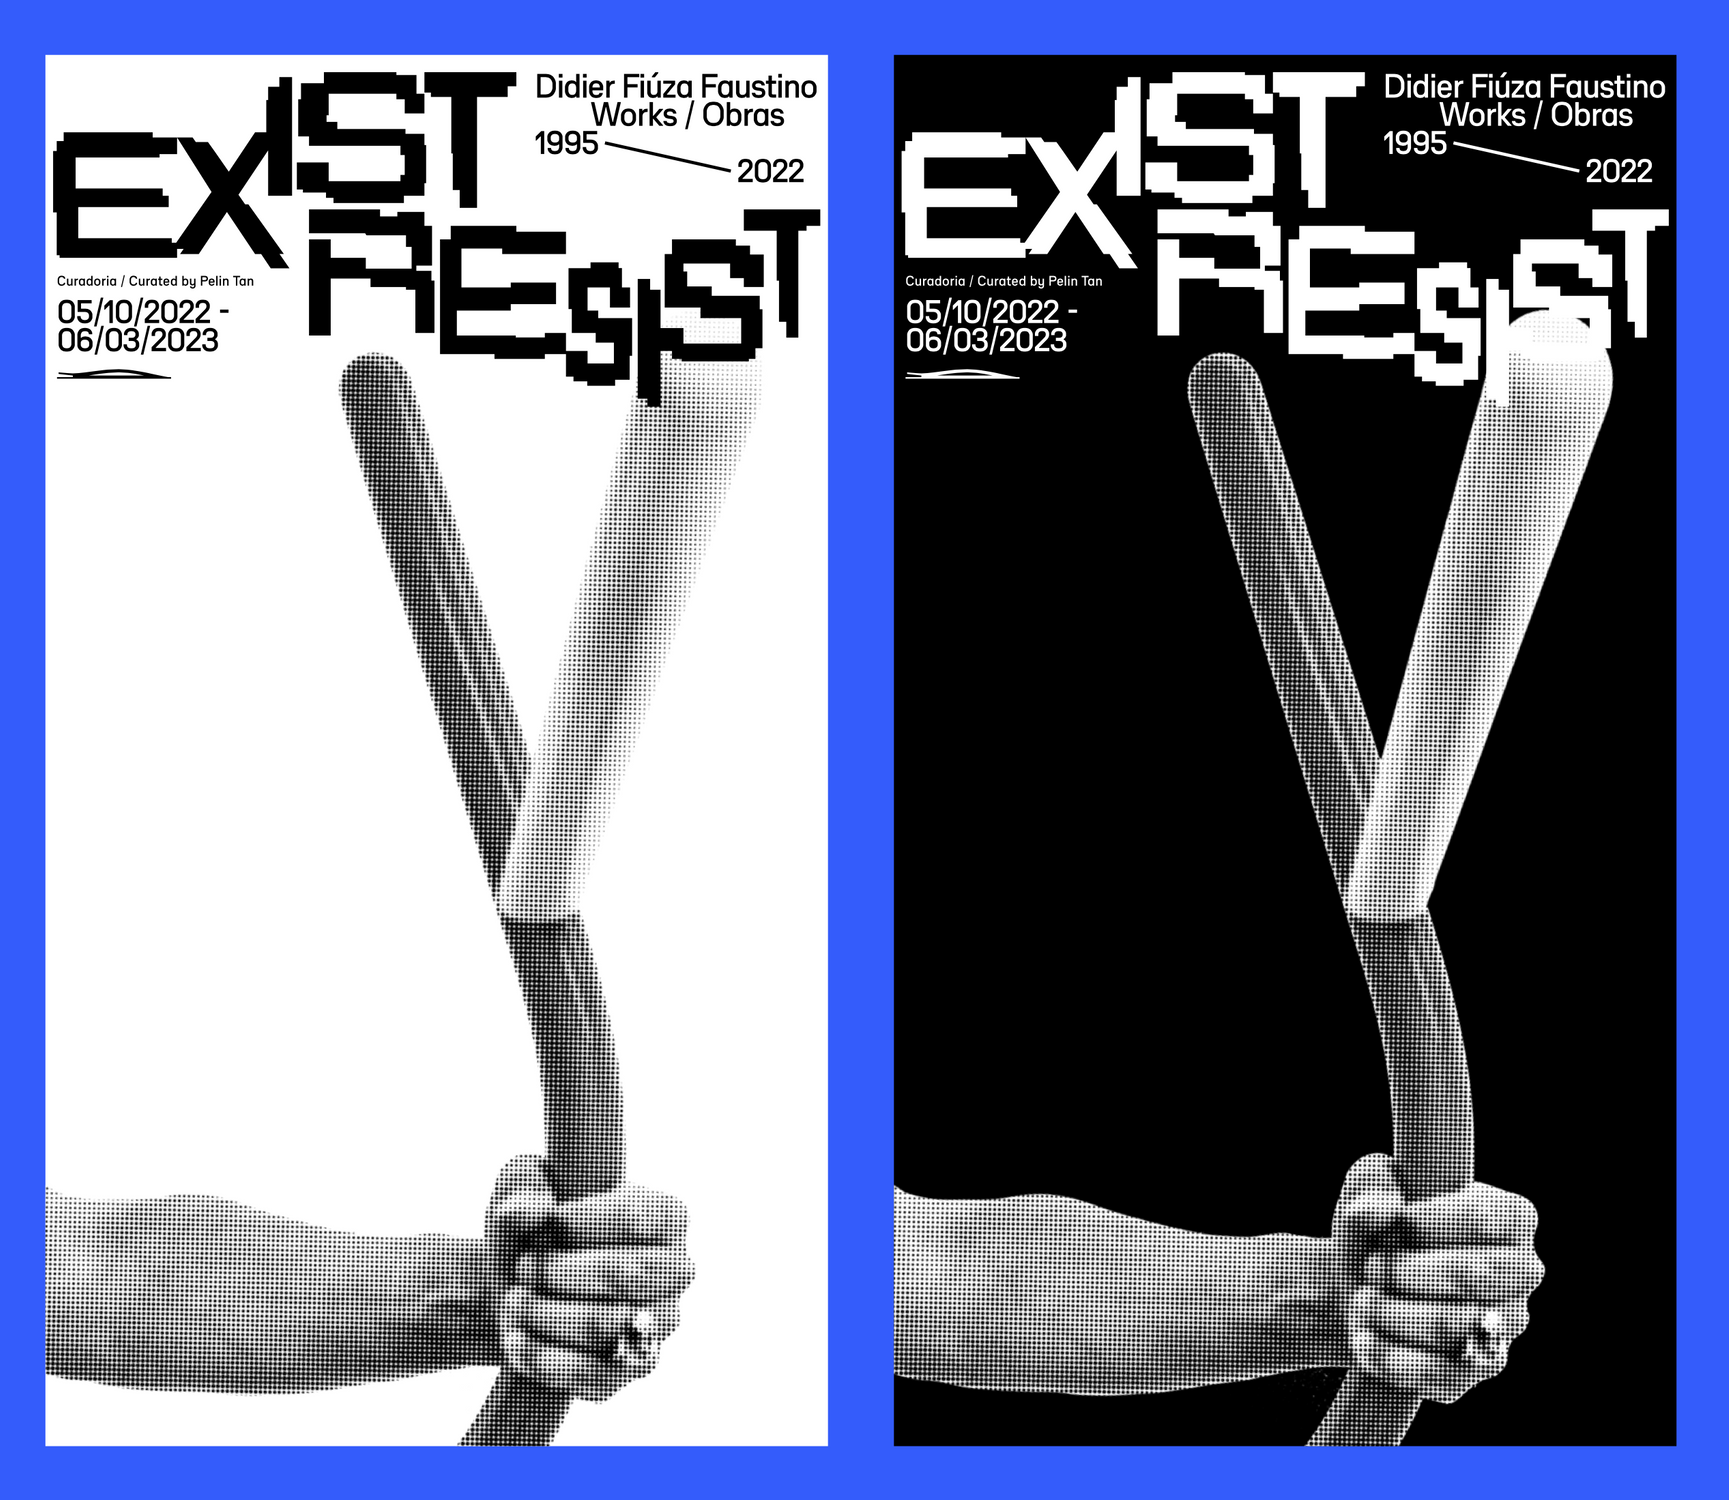 EXIST
RESIST
Didier Fiúza Faustino
Works / Obras
1995
2022
Curadoria / Curated by Pelin Tan
05/10/2022 -
06/03/2023
EXIST
RESIST
Didier Fiúza Faustino
Works / Obras
1995
2022
Curadoria / Curated by Pelin Tan
05/10/2022 -
06/03/2023